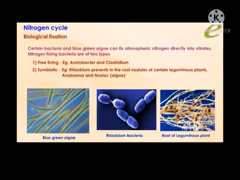 Nitrogen cycle
Biological fixation
Certain bacteria and blue green algae can fix atmospheric nitrogen directly into nitrates.
Nitrogen fixing bacteria are of two types
1) Free living - Eg. Azotobacter and Clostridium
2) Symbiotic - Eg: Rhizobium presents in the root nodules of certain leguminous plants.
Anabaena and Nostoc (algae)
Blue green algae
Rhizobium Bacteria
Root of Leguminous plant